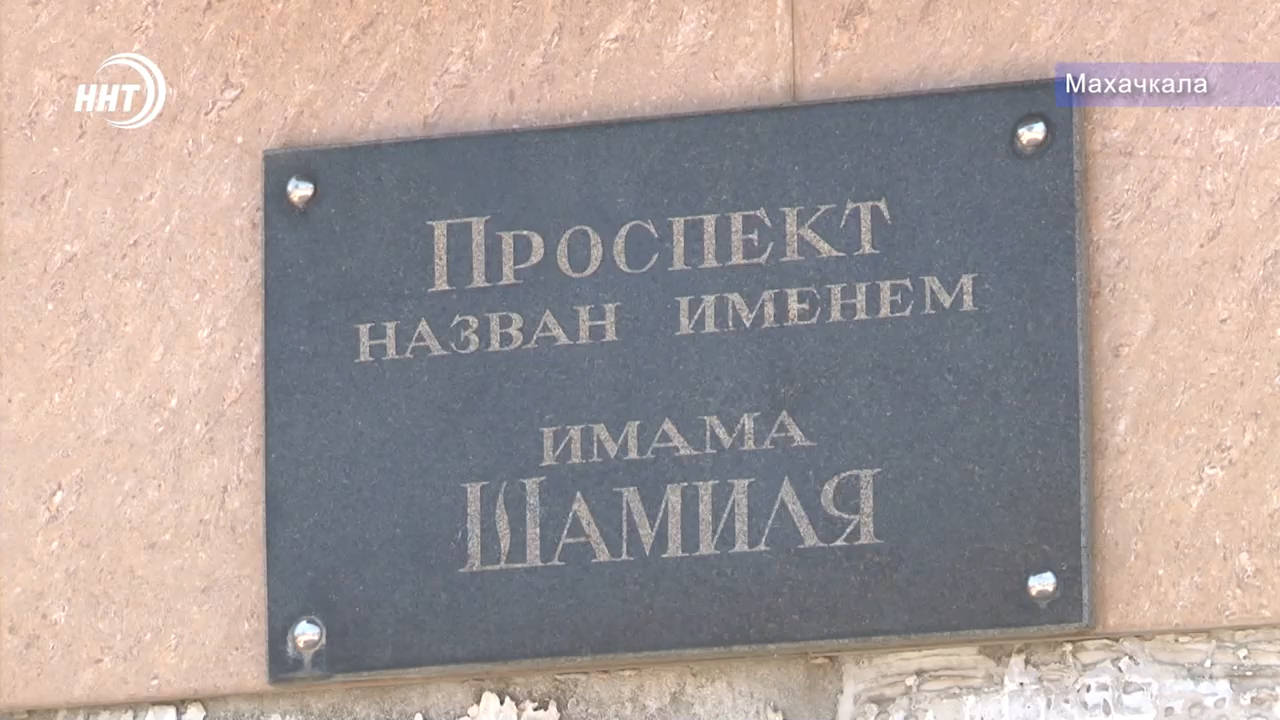 ННТ
Махачкала
Проспект
назван именем
имама
Шамиля